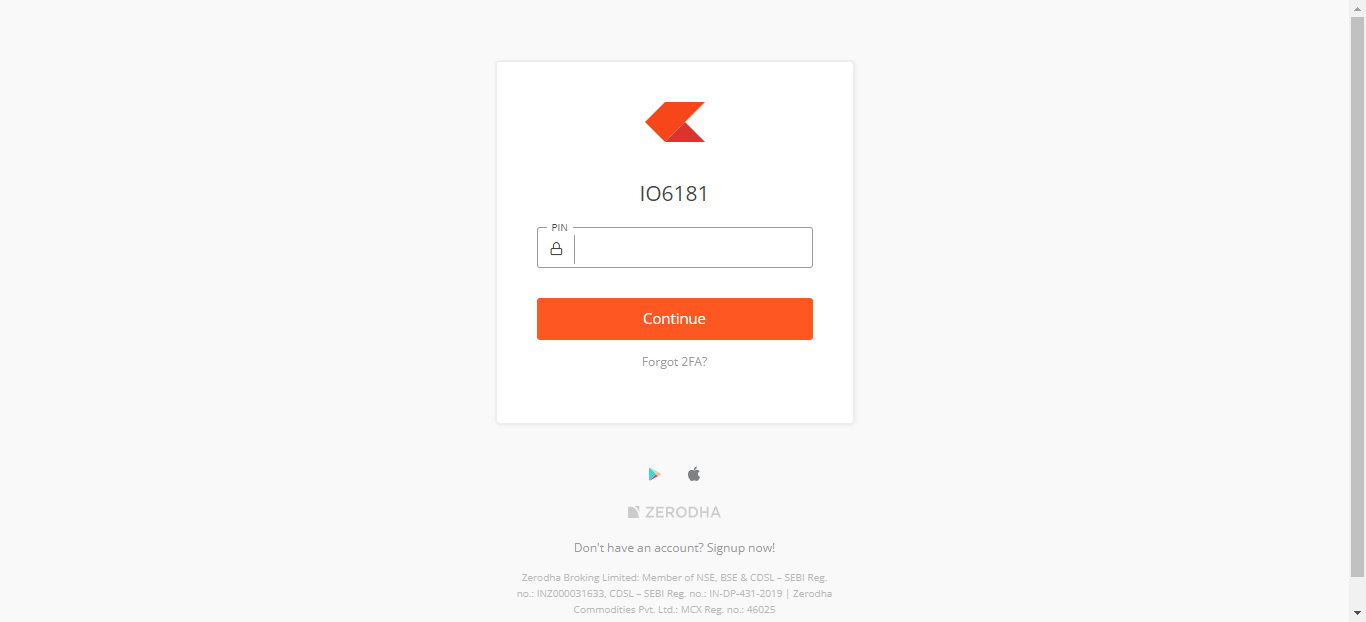 IO6181
PIN
Continue
Forgot 2FA?
ZERODHA
Don't have an account? Signup now!
Zerodha Broking Limited: Member of NSE, BSE & CDSL – SEBI Reg.
no.: INZ000031633, CDSL – SEBI Reg. no.: IN-DP-431-2019 | Zerodha
Commodities Pvt. Ltd.: MCX Reg. no.: 46025